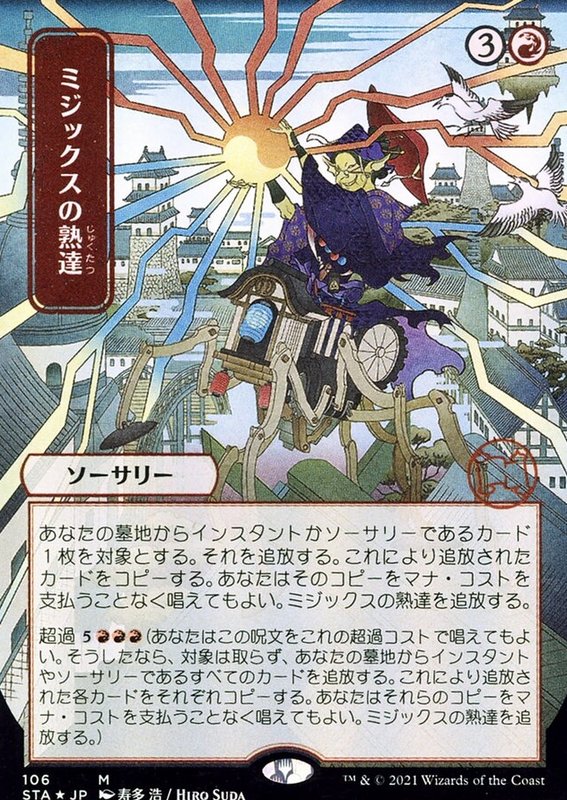 3
ミジックスの熟達
じゅくたつ
ソーサリー
あなたの墓地からインスタントかソーサリーであるカード
1枚を対象とする。それを追放する。これにより追放された
カードをコピーする。あなたはそのコピーをマナ・コストを
支払うことなく唱えてもよい。ミジックスの熟達を追放する。
超過 5 (あなたはこの呪文をこれの超過コストで唱えてもよ
い。そうしたなら、対象は取らず、あなたの墓地からインスタント
やソーサリーであるすべてのカードを追放する。これにより追放さ
れた各カードをそれぞれコピーする。あなたはそれらのコピーをマ
ナ・コストを支払うことなく唱えてもよい。ミジックスの熟達を追
放する。)
106 M
STA★JP 寿多 浩 / HIRO SUDA
™ & © 2021 Wizards of the Coast